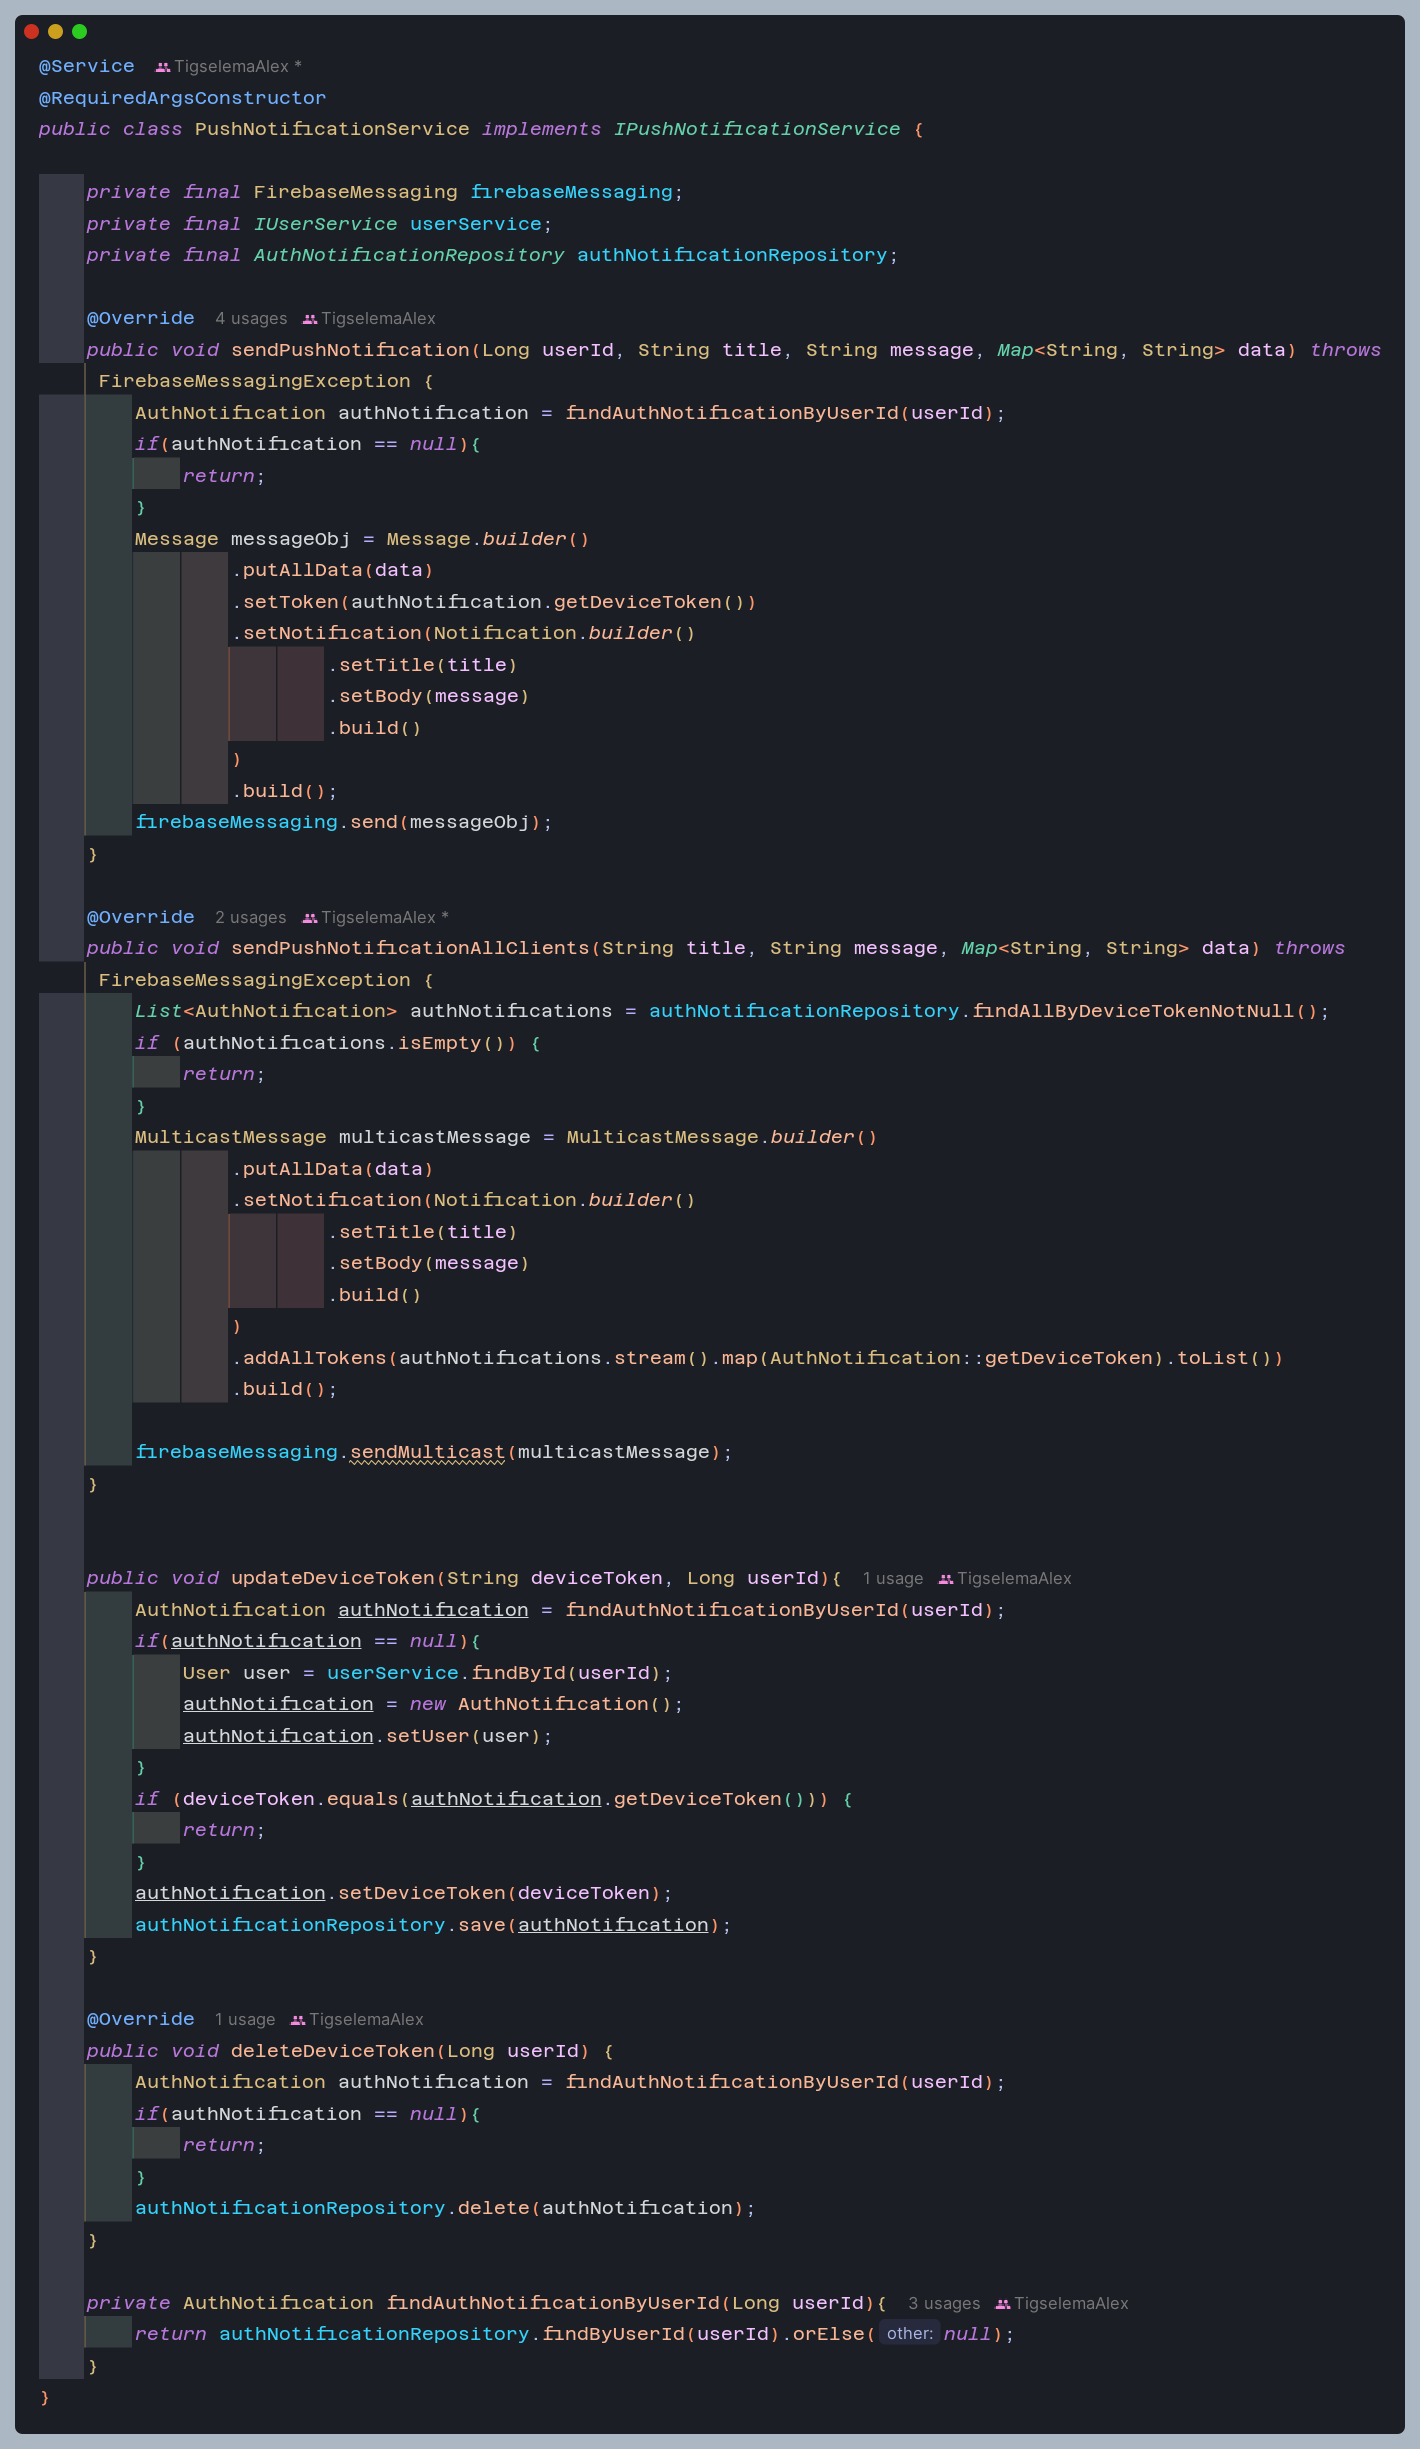 @Service TigselemaAlex *
@RequiredArgsConstructor
public class PushNotificationService implements IPushNotificationService {
private final FirebaseMessaging firebaseMessaging;
private final IUserService userService;
private final AuthNotificationRepository authNotificationRepository;
@Override 4 usages TigselemaAlex
public void sendPushNotification(Long userId, String title, String message, Map<String, String> data) throws
FirebaseMessagingException {
AuthNotification authNotification = findAuthNotificationByUserId(userId);
if(authNotification == null){
return;
}
Message messageObj = Message.builder()
.putAllData(data)
.setToken(authNotification.getDeviceToken())
.setNotification(Notification.builder()
.setTitle(title)
.setBody(message)
.build()
)
.build();
firebaseMessaging.send(messageObj);
}
@Override 2 usages TigselemaAlex *
public void sendPushNotificationAllClients(String title, String message, Map<String, String> data) throws
FirebaseMessagingException {
List<AuthNotification> authNotifications = authNotificationRepository.findAllByDeviceTokenNotNull();
if (authNotifications.isEmpty()) {
return;
}
MulticastMessage multicastMessage = MulticastMessage.builder()
.putAllData(data)
.setNotification(Notification.builder()
.setTitle(title)
.setBody(message)
.build()
)
.addAllTokens(authNotifications.stream().map(AuthNotification::getDeviceToken).toList())
.build();
firebaseMessaging.sendMulticast(multicastMessage);
}
public void updateDeviceToken(String deviceToken, Long userId){ 1 usage TigselemaAlex
AuthNotification authNotification = findAuthNotificationByUserId(userId);
if(authNotification == null){
User user = userService.findById(userId);
authNotification = new AuthNotification();
authNotification.setUser(user);
}
if (deviceToken.equals(authNotification.getDeviceToken())) {
return;
}
authNotification.setDeviceToken(deviceToken);
authNotificationRepository.save(authNotification);
}
@Override 1 usage TigselemaAlex
public void deleteDeviceToken(Long userId) {
AuthNotification authNotification = findAuthNotificationByUserId(userId);
if(authNotification == null){
return;
}
authNotificationRepository.delete(authNotification);
}
private AuthNotification findAuthNotificationByUserId(Long userId){ 3 usages TigselemaAlex
return authNotificationRepository.findByUserId(userId).orElse( other: null);
}
}